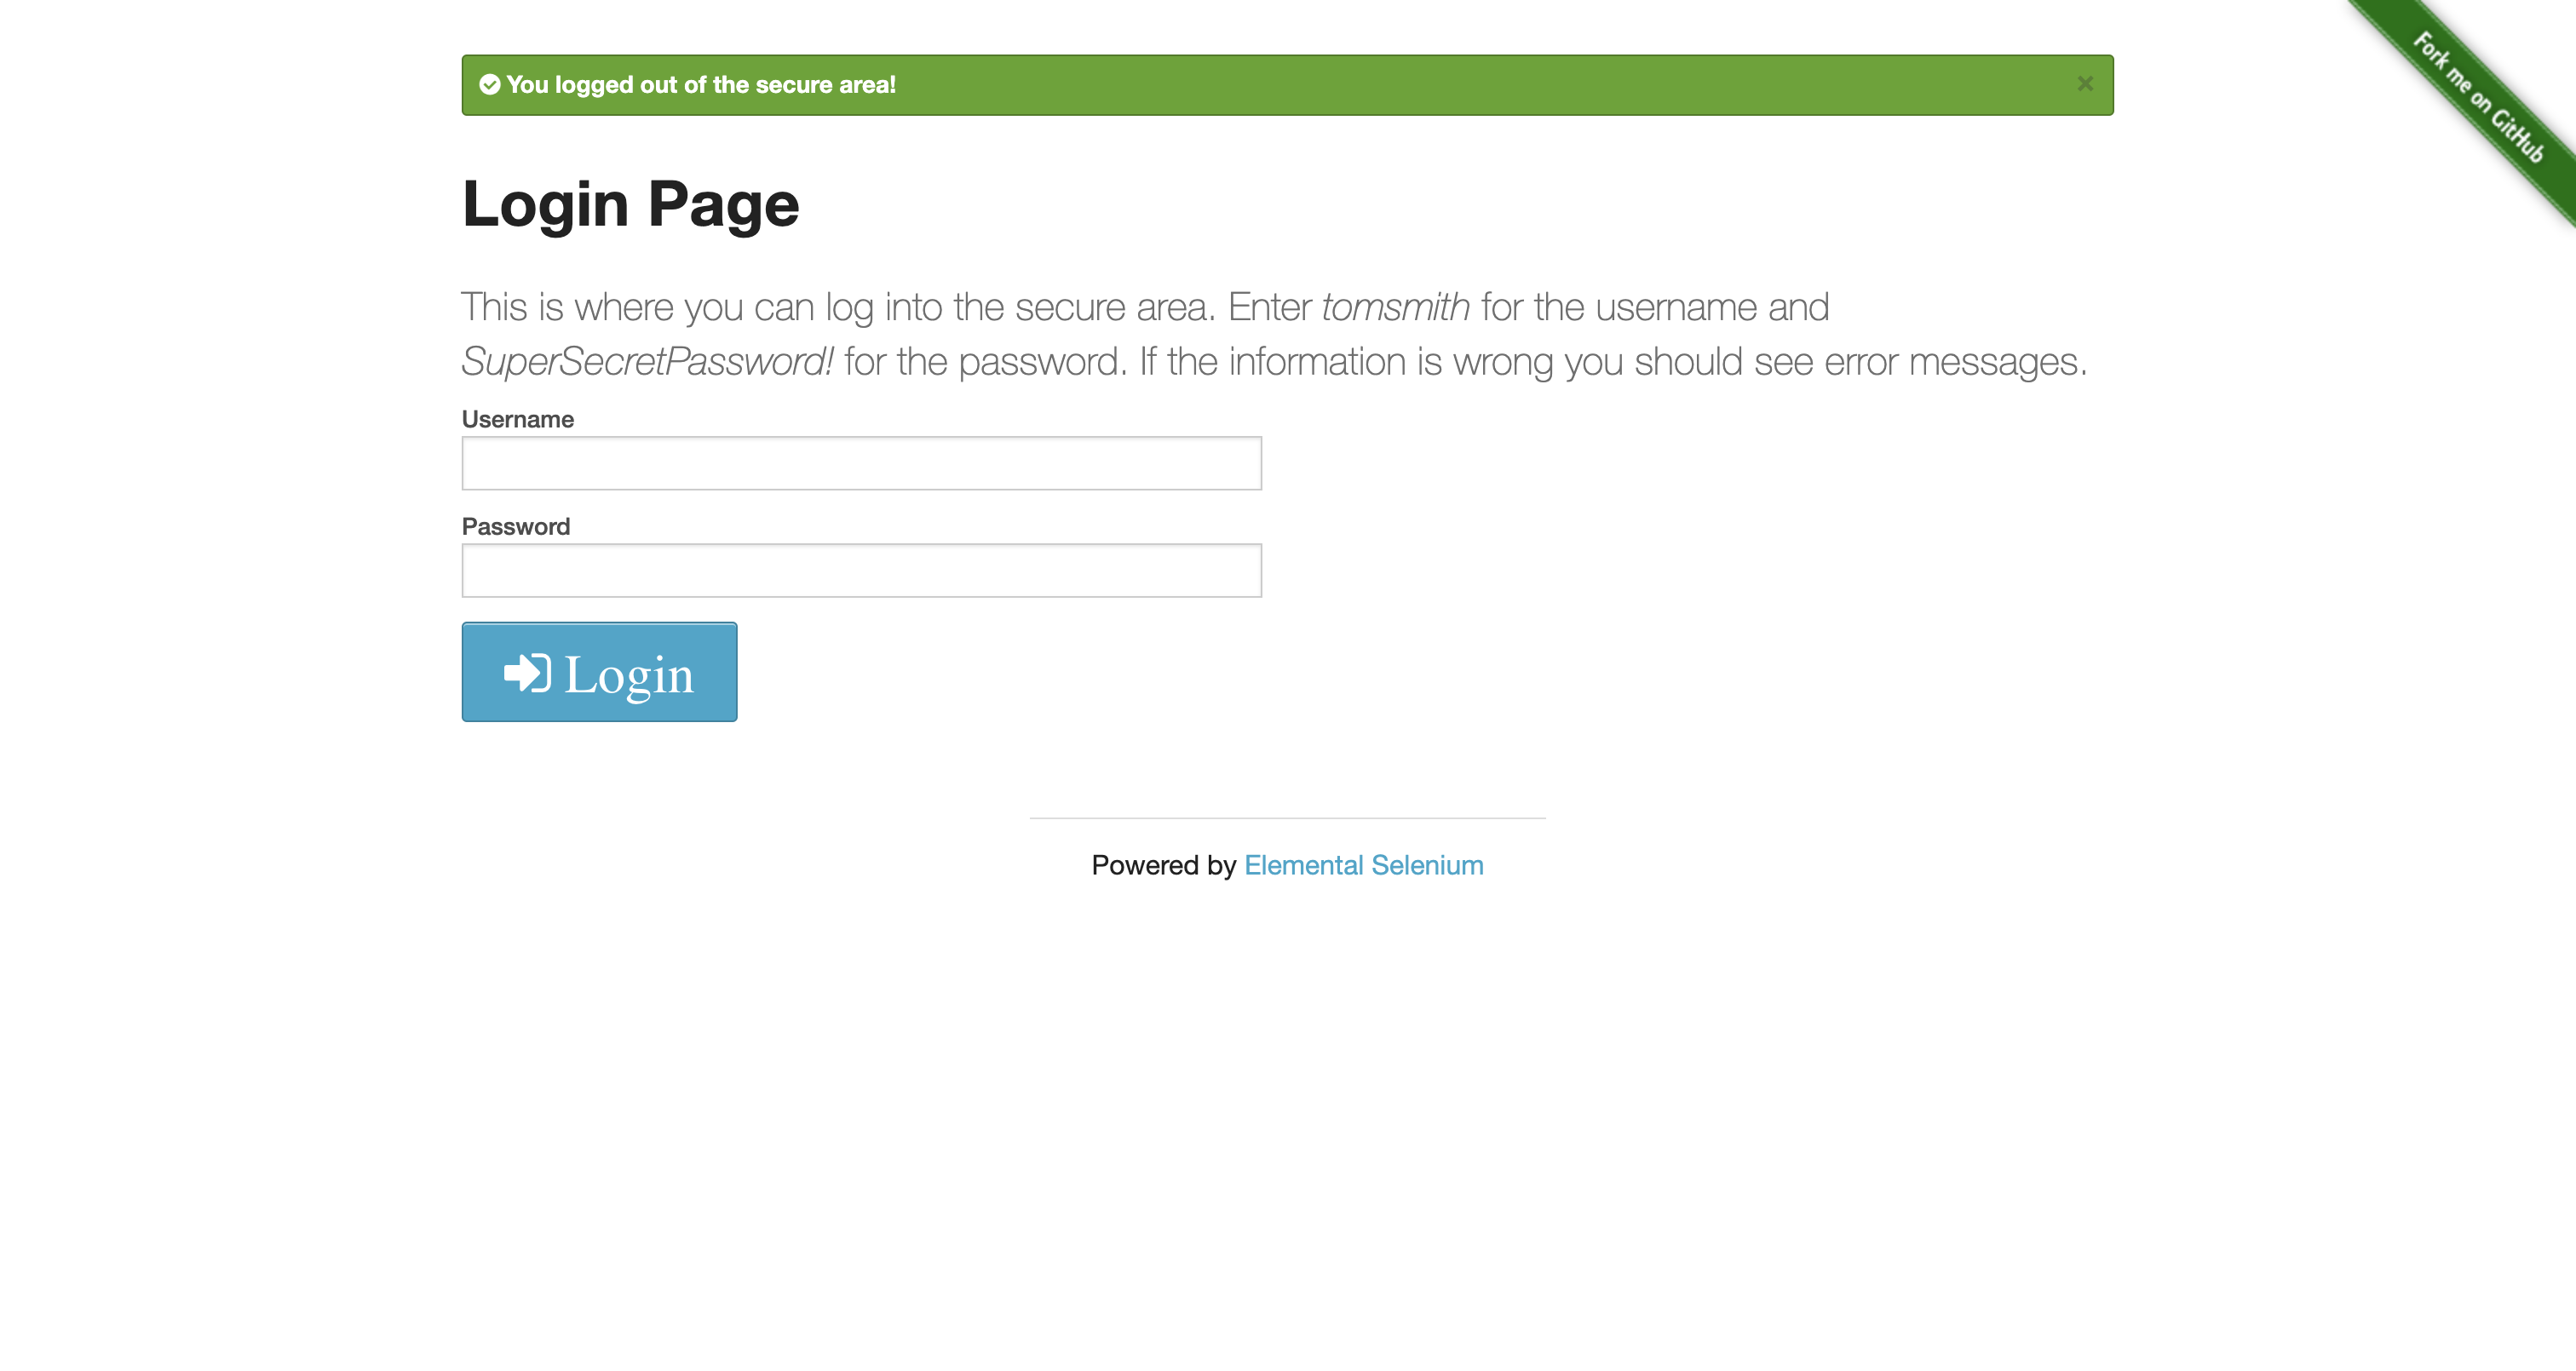 You logged out of the secure area!
×
Fork me on GitHub
Login Page
This is where you can log into the secure area. Enter tomsmith for the username and
SuperSecretPassword! for the password. If the information is wrong you should see error messages.
Username
Password
Login
Powered by Elemental Selenium